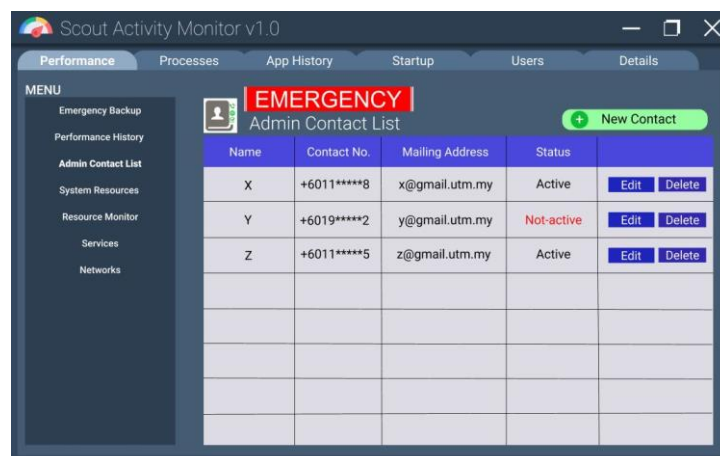 Scout Activity Monitor v1.0
Performance Processes App History Startup Users Details
MENU
Emergency Backup
Performance History
Admin Contact List
System Resources
Resource Monitor
Services
Networks
EMERGENCY
Admin Contact List
New Contact
Name Contact No. Mailing Address Status
X +6011*****8 x@gmail.utm.my Active Edit Delete
Y +6019*****2 y@gmail.utm.my Not-active Edit Delete
Z +6011*****5 z@gmail.utm.my Active Edit Delete